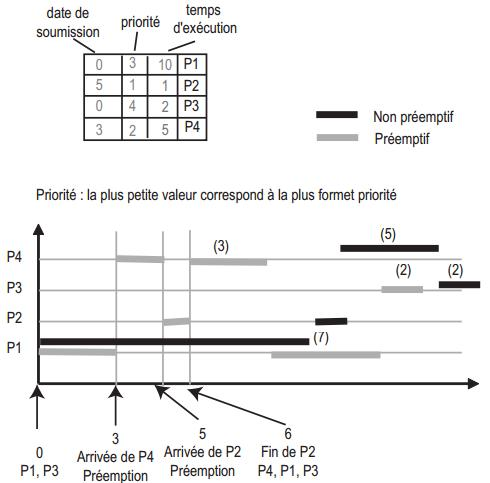 date de
soumission
priorité
temps
d'exécution
0 3 10 P1
5 1 1 P2
0 4 2 P3
3 2 5 P4
Non préemptif
Préemptif
Priorité : la plus petite valeur correspond à la plus formet priorité
(5)
P4
(3)
(2)
(2)
P3
P2
(7)
P1
0
P1, P3
3
Arrivée de P4
Préemption
5
Arrivée de P2
Préemption
6
Fin de P2
P4, P1, P3